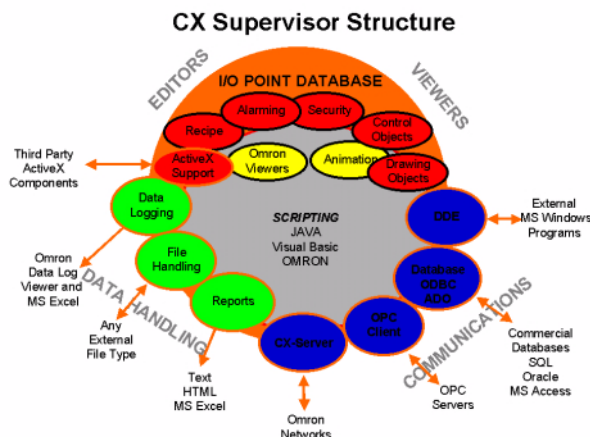 CX Supervisor Structure
EDITORS
VIEWERS
I/O POINT DATABASE
Alarming
Security
Recipe
Control
Objects
ActiveX
Support
Omron
Viewers
Animation
Drawing
Objects
Third Party
ActiveX
Components
Data
Logging
SCRIPTING
JAVA
Visual Basic
OMRON
DDE
External
MS Windows
Programs
Omron
Data Log
Viewer and
MS Excel
File
Handling
Database
ODBC
ADO
DATA HANDLING
Reports
OPC
Client
COMMUNICATIONS
Any
External
File Type
CX-Server
Commercial
Databases
SQL
Oracle
MS Access
Text
HTML
MS Excel
OPC
Servers
Omron
Networks